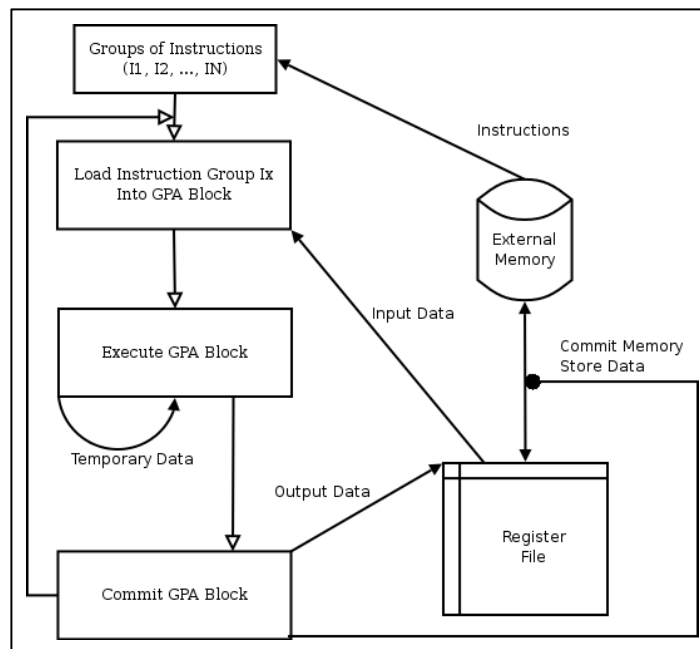 Groups of Instructions
(I1, I2, ..., IN)
Instructions
Load Instruction Group Ix
Into GPA Block
External
Memory
Input Data
Execute GPA Block
Commit Memory
Store Data
Temporary Data
Output Data
Register
File
Commit GPA Block